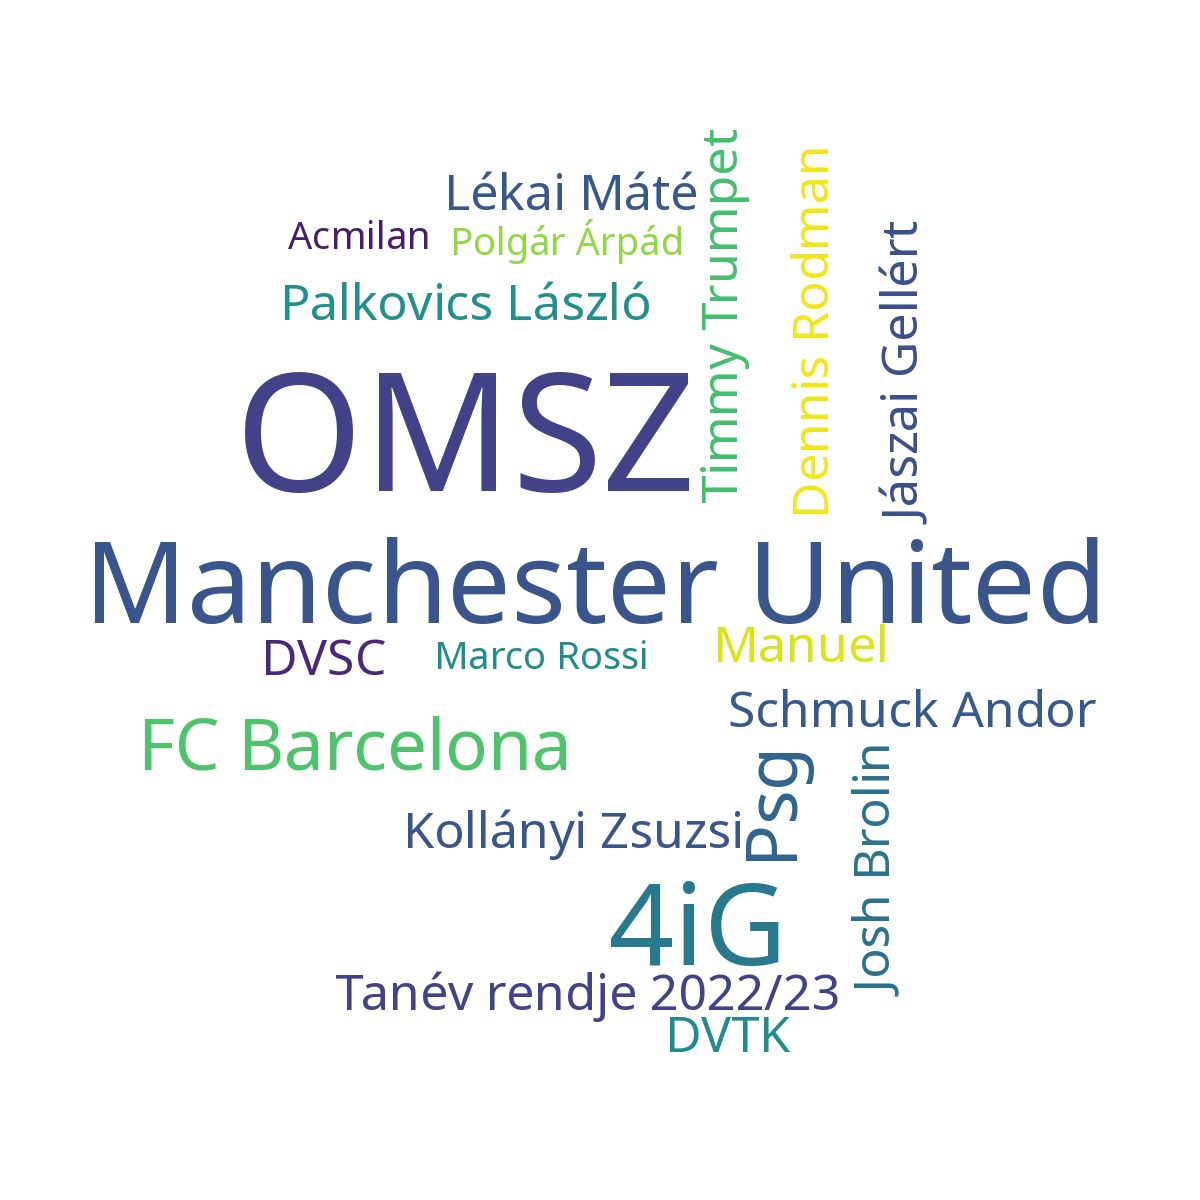 Lékai Máté
Acmilan
Polgár Árpád
Palkovics László
Timmy Trumpet
Dennis Rodman
Jászai Gellért
OMSZ
Manchester United
DVSC
Marco Rossi
Manuel
FC Barcelona
Schmuck Andor
Psg
Josh Brolin
Kollányi Zsuzsi
4iG
Tanév rendje 2022/23
DVTK